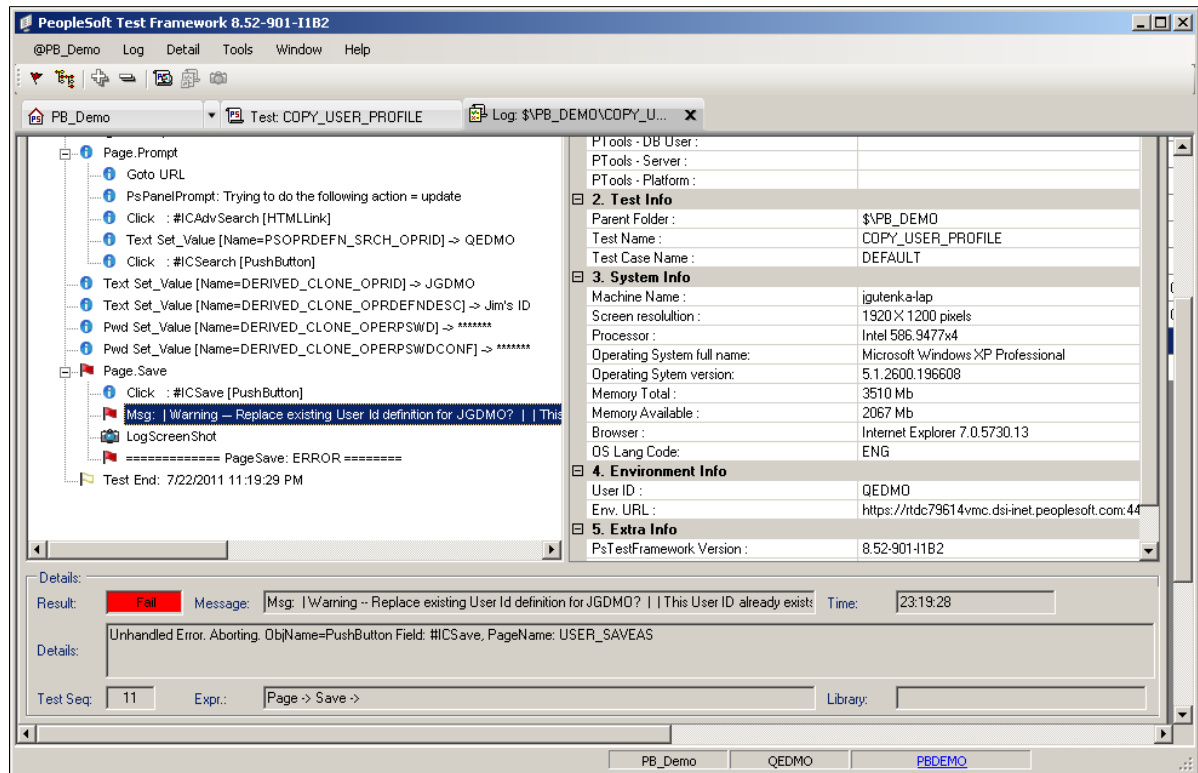 PeopleSoft Test Framework 8.52-901-I1B2
@PB_Demo Log Detail Tools Window Help
PB_Demo
Test: COPY_USER_PROFILE
Log: $\PB_DEMO\COPY_U... X
Page.Prompt
Goto URL
PsPanelPrompt: Trying to do the following action = update
Click : #ICAdvSearch [HTMLLink]
Text Set_Value [Name=PSOPRDEFN_SRCH_OPRID] -> QEDMO
Click : #ICSearch [PushButton]
Text Set_Value [Name=DERIVED_CLONE_OPRID] -> JGDMO
Text Set_Value [Name=DERIVED_CLONE_OPRDEFNDESC] -> Jim's ID
Pwd Set_Value [Name=DERIVED_CLONE_OPERPSWD] -> *******
Pwd Set_Value [Name=DERIVED_CLONE_OPERPSWDCONF] -> *******
Page.Save
Click : #ICSave [PushButton]
Msg: | Warning -- Replace existing User Id definition for JGDMO? | | This
LogScreenShot
============= PageSave: ERROR ========
Test End: 7/22/2011 11:19:29 PM
PTools - DB User :
PTools - Server :
PTools - Platform :
2. Test Info
Parent Folder : $\PB_DEMO
Test Name : COPY_USER_PROFILE
Test Case Name : DEFAULT
3. System Info
Machine Name : jgutenka-lap
Screen resolultion : 1920 X 1200 pixels
Processor : Intel 586.9477x4
Operating System full name: Microsoft Windows XP Professional
Operating Sytem version: 5.1.2600.196608
Memory Total : 3510 Mb
Memory Available : 2067 Mb
Browser : Internet Explorer 7.0.5730.13
OS Lang Code: ENG
4. Environment Info
User ID : QEDMO
Env. URL : https://rtdc79614vmc.dsi-inet.peoplesoft.com:44
5. Extra Info
PsTestFramework Version : 8.52-901-I1B2
Details:
Result: Fail Message: Msg: | Warning -- Replace existing User Id definition for JGDMO? | | This User ID already exists Time: 23:19:28
Details: Unhandled Error. Aborting. ObjName=PushButton Field: #ICSave, PageName: USER_SAVEAS
Test Seq: 11 Expr.: Page -> Save -> Library:
PB_Demo QEDMO PBDEMO